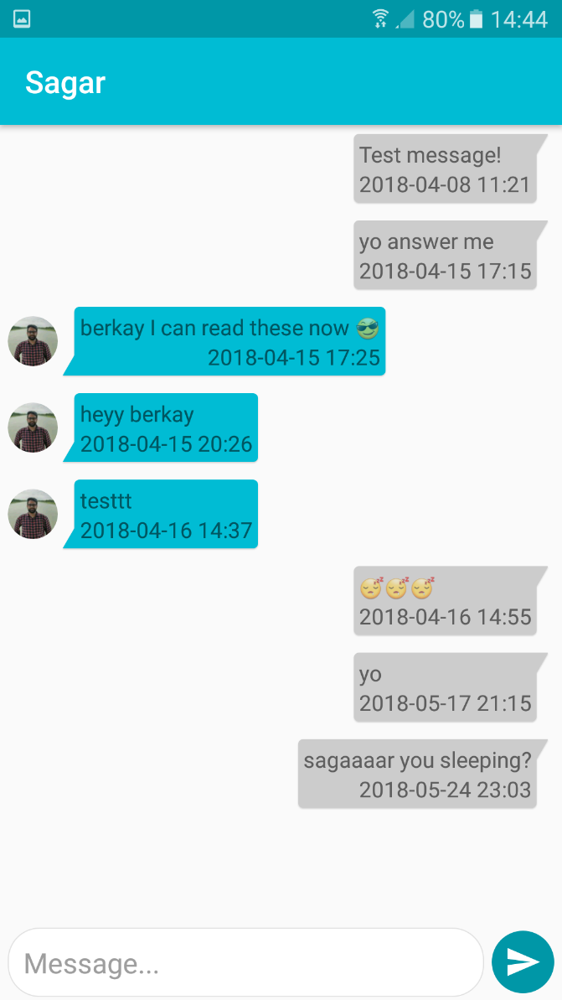 80% 14:44
Sagar
Test message!
2018-04-08 11:21
yo answer me
2018-04-15 17:15
berkay I can read these now 😎
2018-04-15 17:25
heyy berkay
2018-04-15 20:26
testtt
2018-04-16 14:37
😴😴😴
2018-04-16 14:55
yo
2018-05-17 21:15
sagaaaar you sleeping?
2018-05-24 23:03
Message...